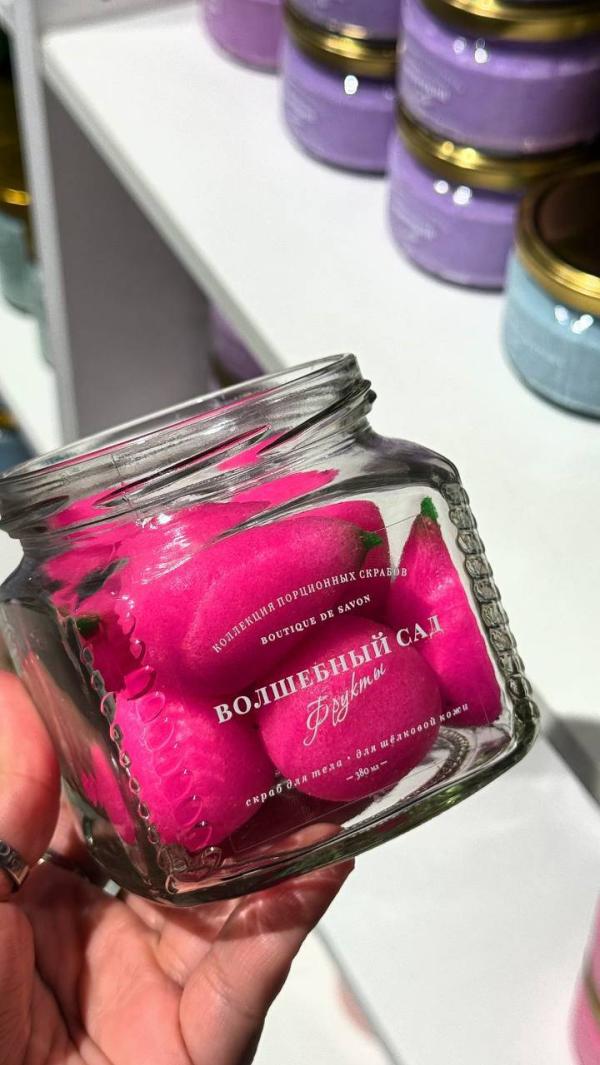 КОЛЛЕКЦИЯ ПОРЦИОННЫХ СКРАБОВ
BOUTIQUE DE SAVON
ВОЛШЕБНЫЙ САД
Фрукты
скраб для тела • для шёлковой кожи
— 380 мл —